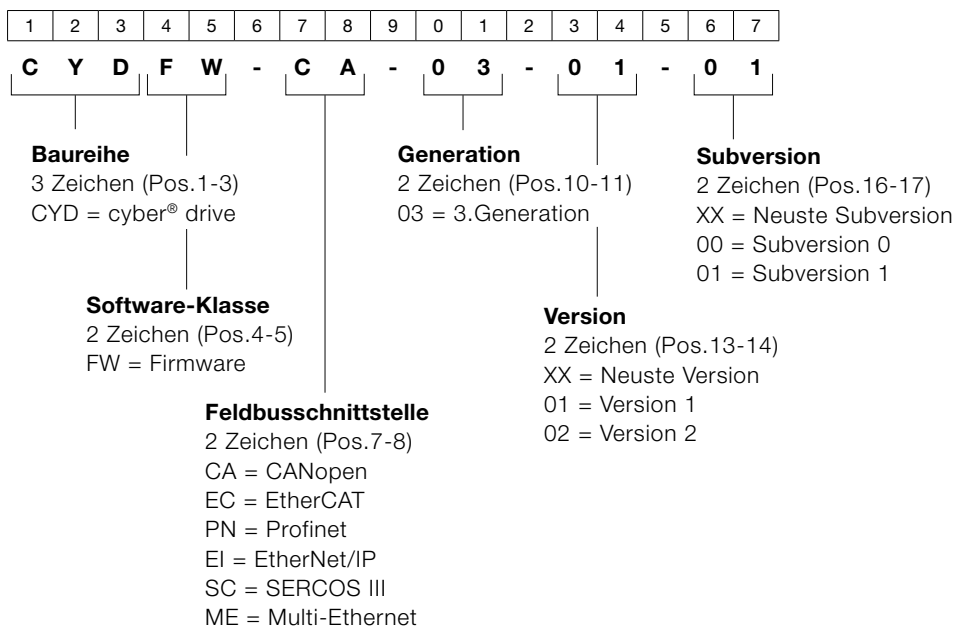 1 2 3 4 5 6 7 8 9 0 1 2 3 4 5 6 7
C Y D F W - C A - 0 3 - 0 1 - 0 1
Baureihe
3 Zeichen (Pos.1-3)
CYD = cyber® drive
Software-Klasse
2 Zeichen (Pos.4-5)
FW = Firmware
Feldbusschnittstelle
2 Zeichen (Pos.7-8)
CA = CANopen
EC = EtherCAT
PN = Profinet
EI = EtherNet/IP
SC = SERCOS III
ME = Multi-Ethernet
Generation
2 Zeichen (Pos.10-11)
03 = 3.Generation
Version
2 Zeichen (Pos.13-14)
XX = Neuste Version
01 = Version 1
02 = Version 2
Subversion
2 Zeichen (Pos.16-17)
XX = Neuste Subversion
00 = Subversion 0
01 = Subversion 1